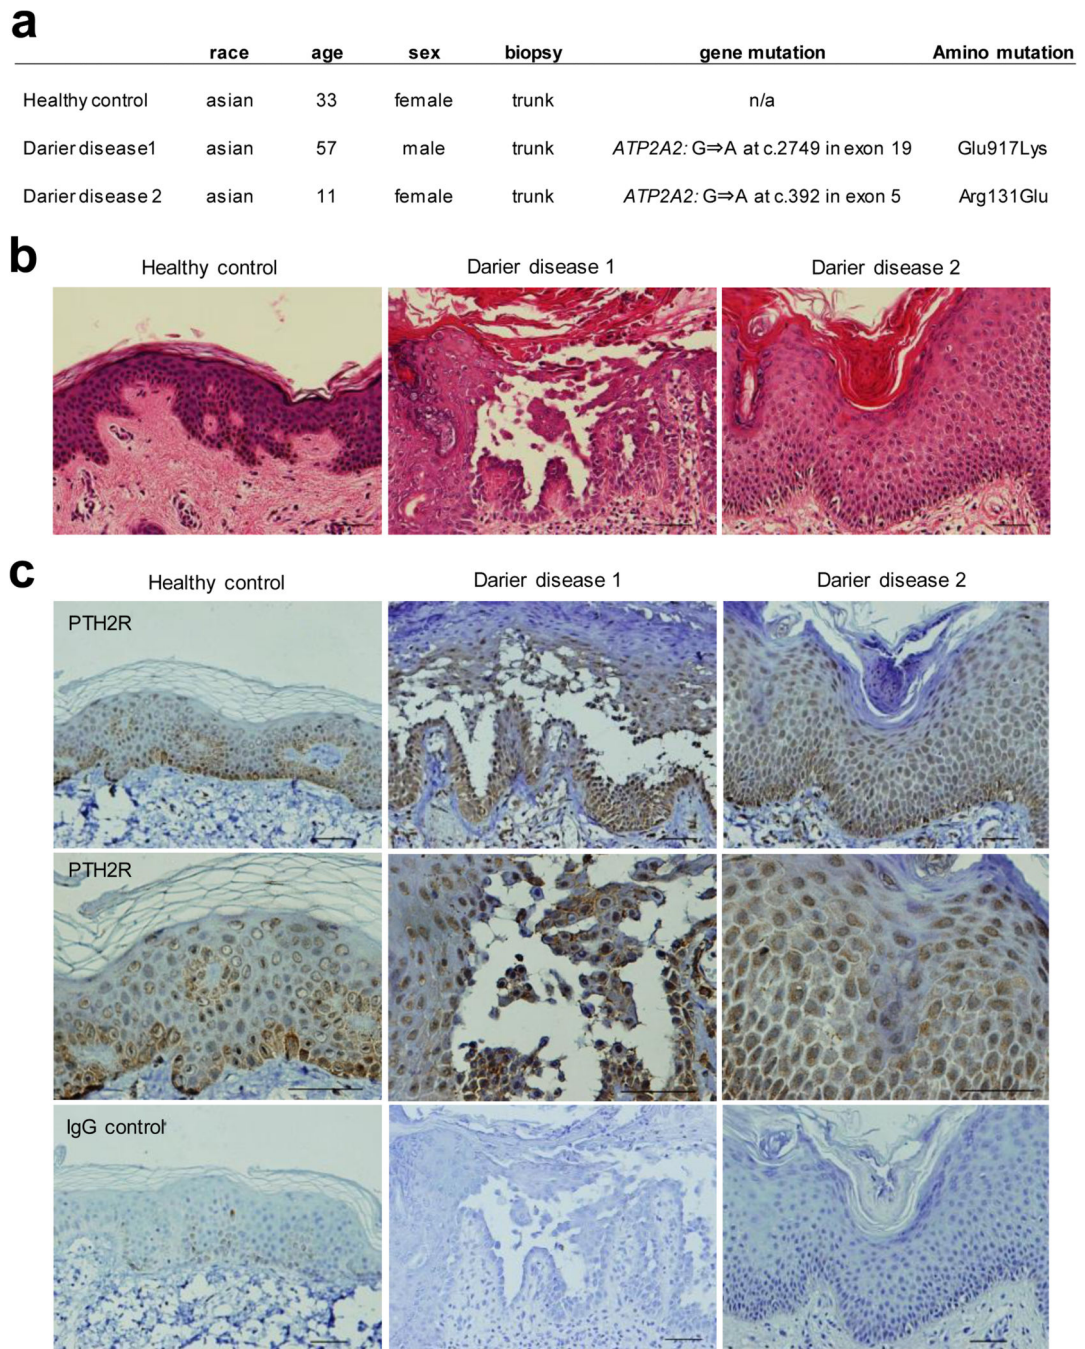 a
race age sex biopsy gene mutation Amino mutation
Healthy control asian 33 female trunk n/a
Darier disease1 asian 57 male trunk ATP2A2: G⇒A at c.2749 in exon 19 Glu917Lys
Darier disease 2 asian 11 female trunk ATP2A2: G⇒A at c.392 in exon 5 Arg131Glu
b
Healthy control Darier disease 1 Darier disease 2
c
Healthy control Darier disease 1 Darier disease 2
PTH2R
PTH2R
IgG control